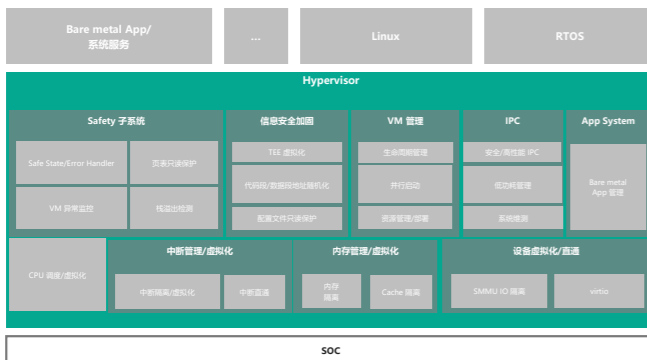 Bare metal App/
系统服务
...
Linux
RTOS
Hypervisor
Safety 子系统
信息安全加固
VM 管理
IPC
App System
Safe State/Error Handler
页表只读保护
VM 异常监控
栈溢出检测
TEE 虚拟化
代码段/数据段地址随机化
配置文件只读保护
生命周期管理
并行启动
资源管理/部署
安全/高性能 IPC
低功耗管理
系统维测
Bare metal
App 管理
CPU 调度/虚拟化
中断管理/虚拟化
中断隔离/虚拟化
中断直通
内存管理/虚拟化
内存
隔离
Cache 隔离
设备虚拟化/直通
SMMU IO 隔离
virtio
SOC